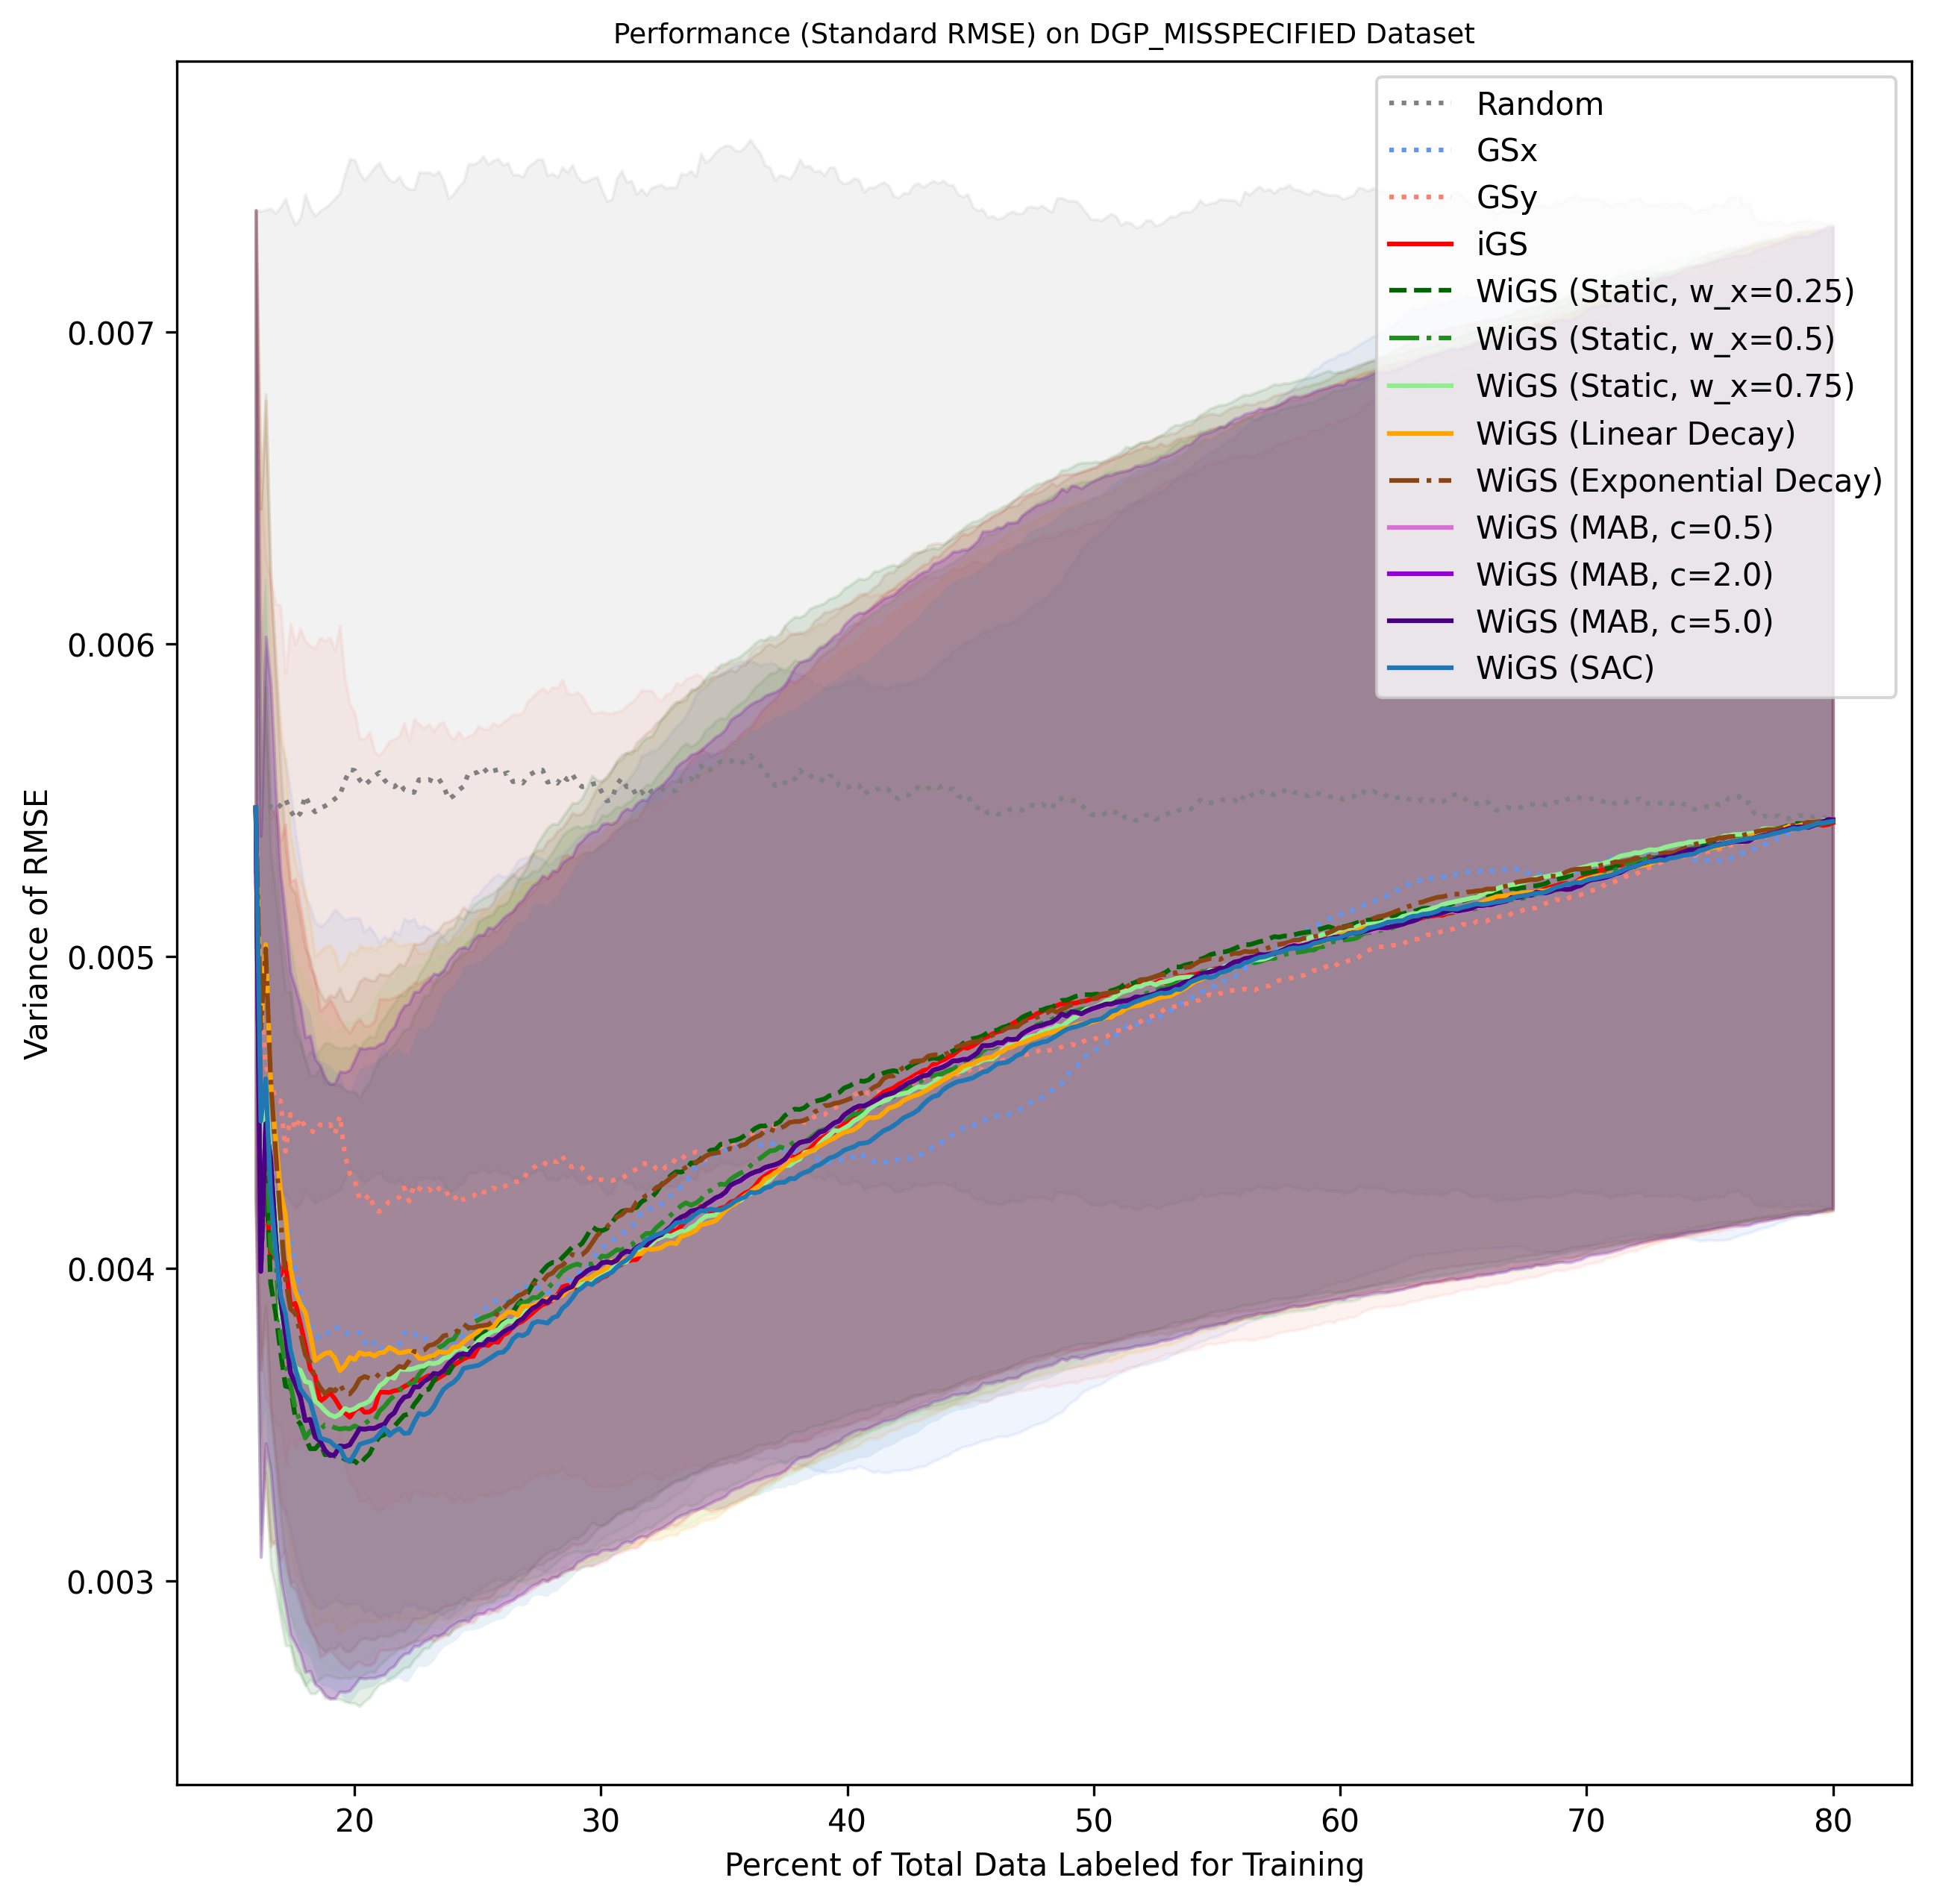 Performance (Standard RMSE) on DGP_MISSPECIFIED Dataset
Random
GSx
GSy
iGS
WiGS (Static, w_x=0.25)
WiGS (Static, w_x=0.5)
WiGS (Static, w_x=0.75)
WiGS (Linear Decay)
WiGS (Exponential Decay)
WiGS (MAB, c=0.5)
WiGS (MAB, c=2.0)
WiGS (MAB, c=5.0)
WiGS (SAC)
Variance of RMSE
0.007
0.006
0.005
0.004
0.003
20 30 40 50 60 70 80
Percent of Total Data Labeled for Training